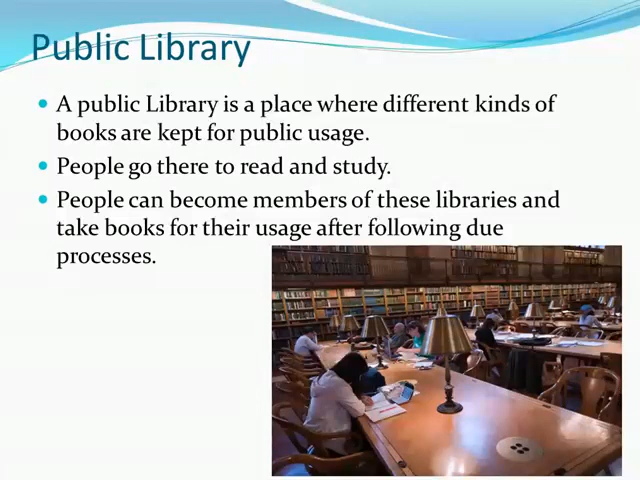 Public Library
A public Library is a place where different kinds of
books are kept for public usage.
People go there to read and study.
People can become members of these libraries and
take books for their usage after following due
processes.